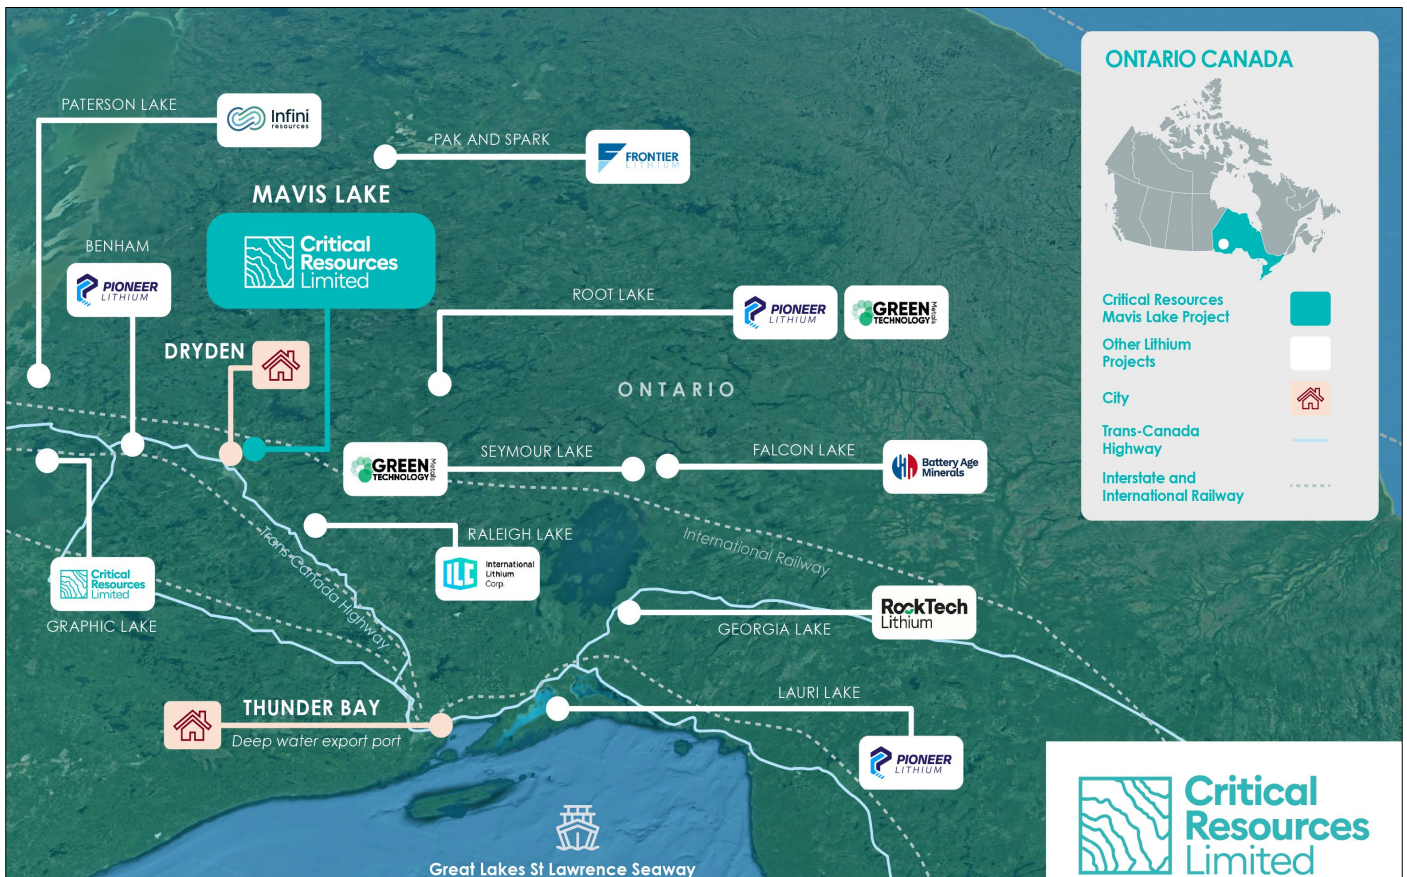 ONTARIO CANADA
PATERSON LAKE
Infini
resources
PAK AND SPARK
FRONTIER
LITHIUM
MAVIS LAKE
Critical
Resources
Limited
BENHAM
PIONEER
LITHIUM
ROOT LAKE
PIONEER
LITHIUM
GREEN
TECHNOLOGY
Metals
DRYDEN
ONTARIO
Critical Resources
Mavis Lake Project
Other Lithium
Projects
City
Trans-Canada
Highway
Interstate and
International Railway
GREEN
TECHNOLOGY
Metals
SEYMOUR LAKE
FALCON LAKE
Battery Age
Minerals
Trans-Canada Highway
RALEIGH LAKE
International
Lithium
Corp.
ILC
International Railway
Critical
Resources
Limited
GRAPHIC LAKE
RockTech
Lithium
GEORGIA LAKE
LAURI LAKE
PIONEER
LITHIUM
THUNDER BAY
Deep water export port
Great Lakes St Lawrence Seaway
Critical
Resources
Limited